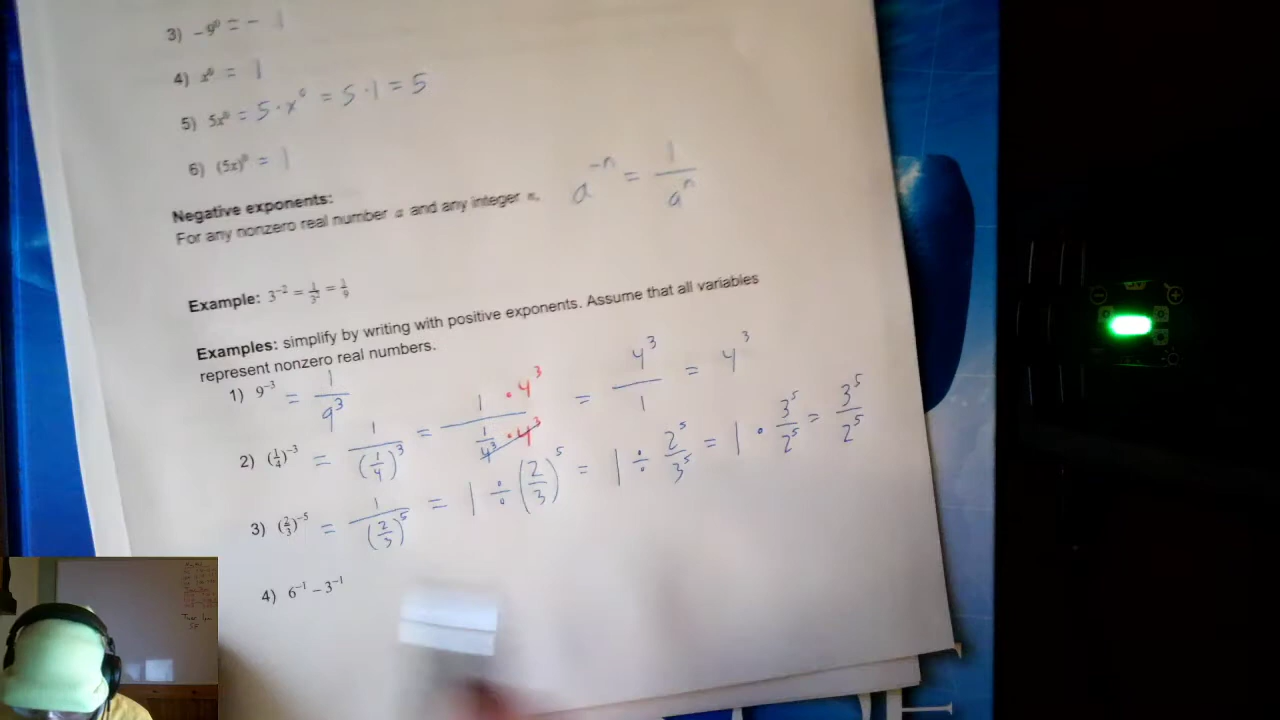 3) −9⁰ = − 1
4) x⁰ = 1
5) 5x⁰ = 5 · x⁰ = 5 · 1 = 5
6) (5x)⁰ = 1
Negative exponents:
For any nonzero real number a and any integer n, a⁻ⁿ = 1/aⁿ
Example: 3⁻² = 1/3² = 1/9
Examples: simplify by writing with positive exponents. Assume that all variables
represent nonzero real numbers.
1) 9⁻³ = 1/9³
2) (1/4)⁻³ = 1/(1/4)³ = (1 · 4³)/(1/4³ · 4³) = 4³/1 = 4³
3) (2/3)⁻⁵ = 1/(2/3)⁵ = 1 ÷ (2/3)⁵ = 1 ÷ 2⁵/3⁵ = 1 · 3⁵/2⁵ = 3⁵/2⁵
4) 6⁻¹ − 3⁻¹